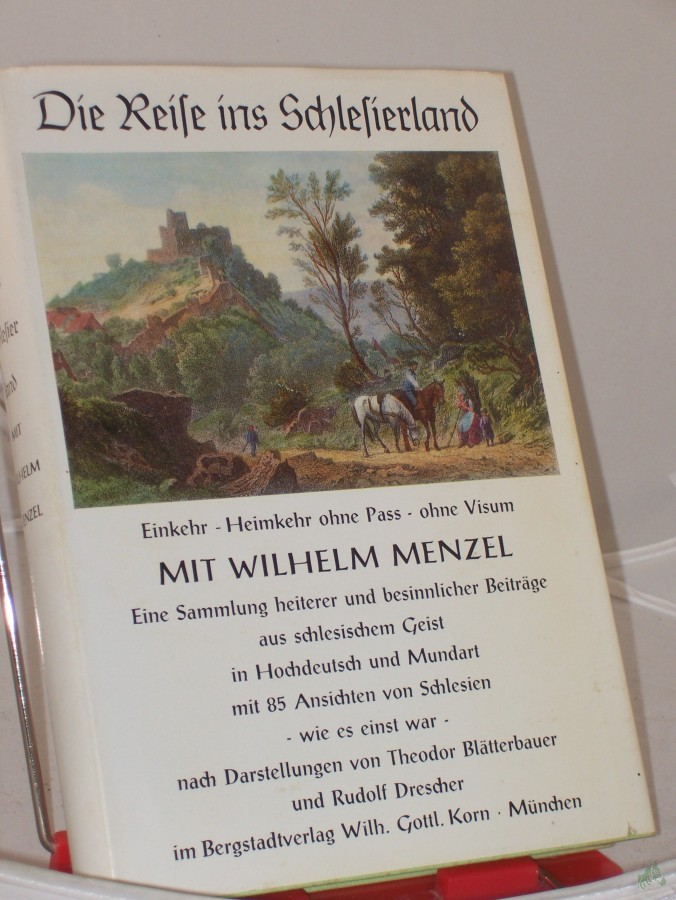 Die Reise ins Schlesierland
Einkehr - Heimkehr ohne Pass - ohne Visum
MIT WILHELM MENZEL
Eine Sammlung heiterer und besinnlicher Beiträge
aus schlesischem Geist
in Hochdeutsch und Mundart
mit 85 Ansichten von Schlesien
- wie es einst war -
nach Darstellungen von Theodor Blätterbauer
und Rudolf Drescher
im Bergstadtverlag Wilh. Gottl. Korn · München
MIT